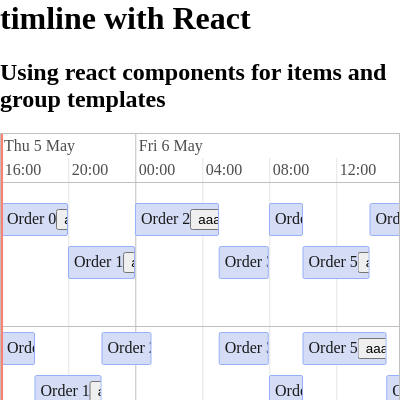 timline with React
Using react components for items and
group templates
Thu 5 May Fri 6 May
16:00 20:00 00:00 04:00 08:00 12:00
Order 0 Order 2 aaa
Order 1 Order Order 5
Order Order 5 aaa
Order 1